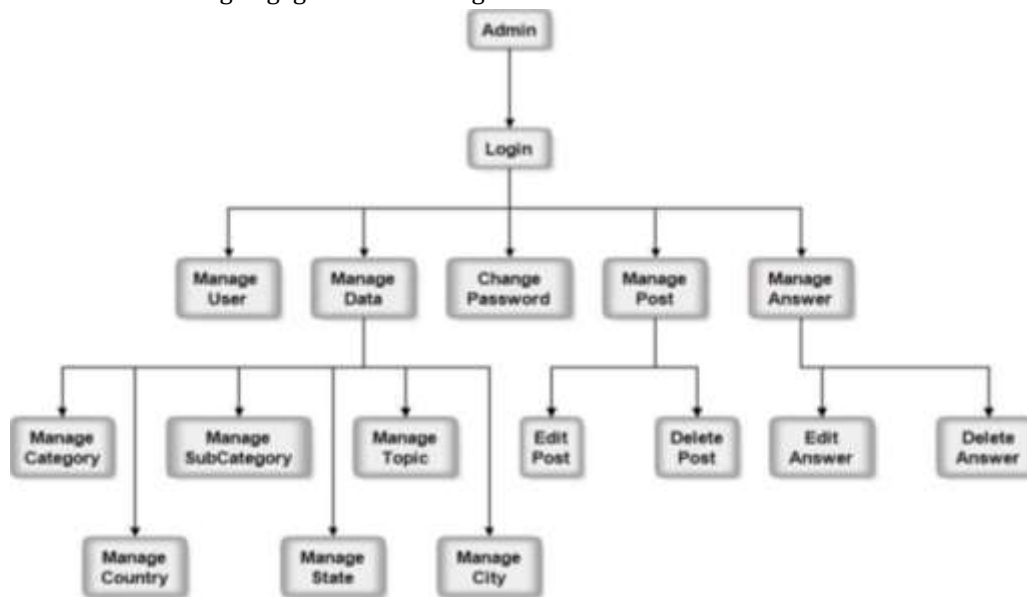 Admin
Login
Manage
User
Manage
Data
Change
Password
Manage
Post
Manage
Answer
Manage
Category
Manage
SubCategory
Manage
Topic
Edit
Post
Delete
Post
Edit
Answer
Delete
Answer
Manage
Country
Manage
State
Manage
City